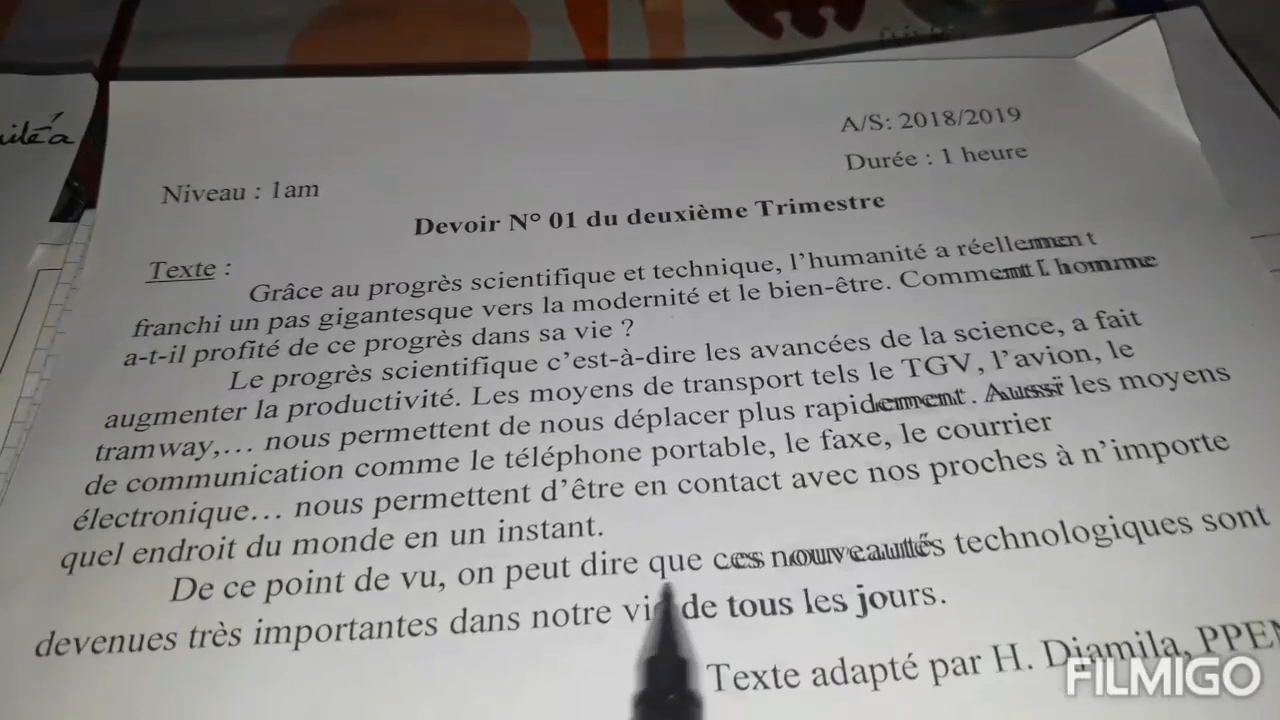 A/S: 2018/2019
Durée : 1 heure
Niveau : 1am
Devoir N° 01 du deuxième Trimestre
Texte :
Grâce au progrès scientifique et technique, l'humanité a réellement
franchi un pas gigantesque vers la modernité et le bien-être. Comment l'homme
a-t-il profité de ce progrès dans sa vie ?
Le progrès scientifique c'est-à-dire les avancées de la science, a fait
augmenter la productivité. Les moyens de transport tels le TGV, l'avion, le
tramway,… nous permettent de nous déplacer plus rapidement. Aussi les moyens
de communication comme le téléphone portable, le faxe, le courrier
électronique… nous permettent d'être en contact avec nos proches à n'importe
quel endroit du monde en un instant.
De ce point de vu, on peut dire que ces nouveautés technologiques sont
devenues très importantes dans notre vie de tous les jours.
Texte adapté par H. Djamila, PPEM
FILMIGO